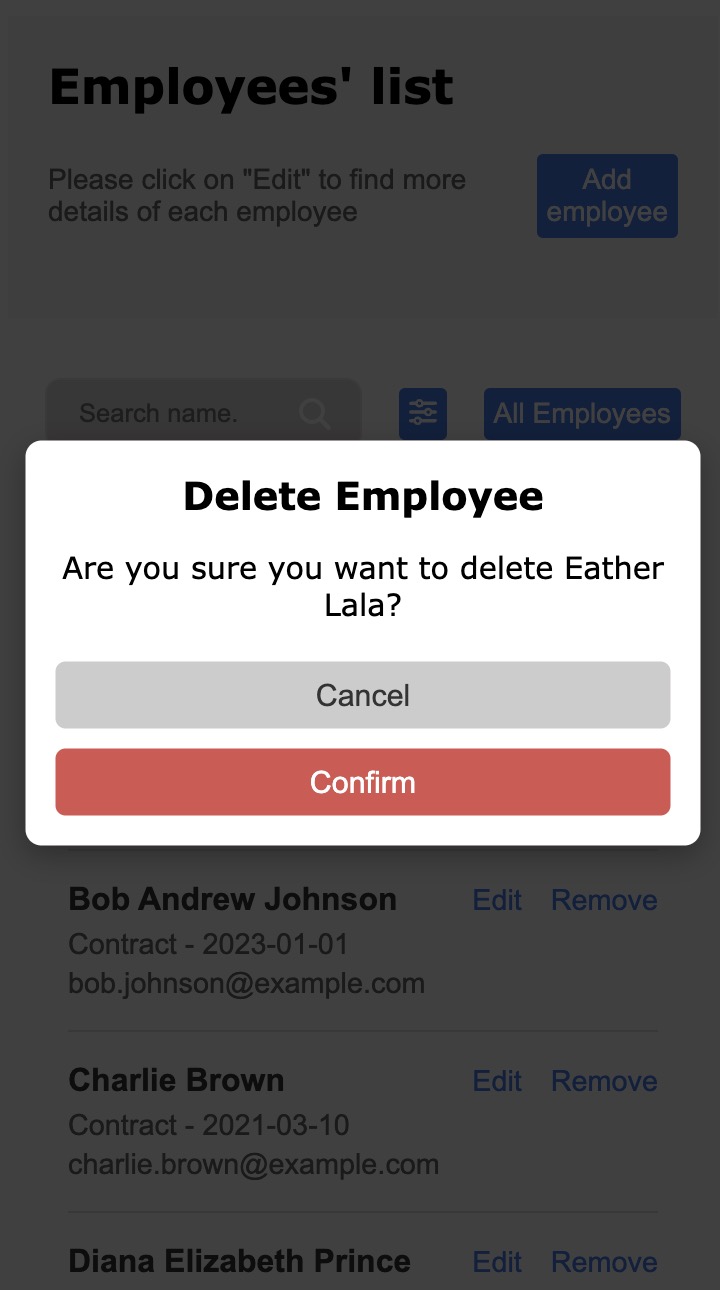 Employees' list
Please click on "Edit" to find more
details of each employee
Add
employee
Search name.
All Employees
Delete Employee
Are you sure you want to delete Eather
Lala?
Cancel
Confirm
Bob Andrew Johnson Edit Remove
Contract - 2023-01-01
bob.johnson@example.com
Charlie Brown Edit Remove
Contract - 2021-03-10
charlie.brown@example.com
Diana Elizabeth Prince Edit Remove